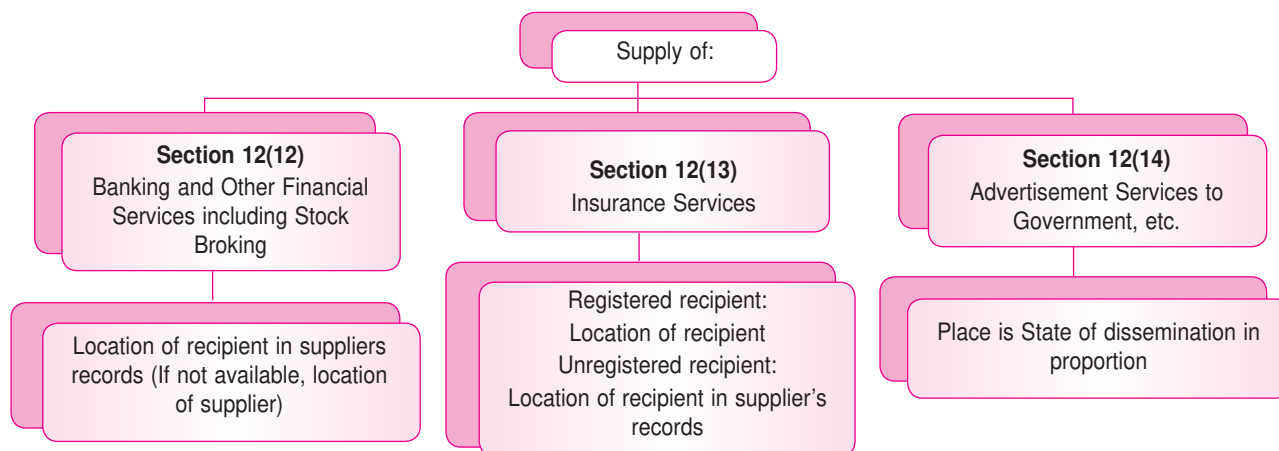 Supply of:
Section 12(12)
Banking and Other Financial
Services including Stock
Broking
Section 12(13)
Insurance Services
Section 12(14)
Advertisement Services to
Government, etc.
Location of recipient in suppliers
records (If not available, location
of supplier)
Registered recipient:
Location of recipient
Unregistered recipient:
Location of recipient in supplier's
records
Place is State of dissemination in
proportion